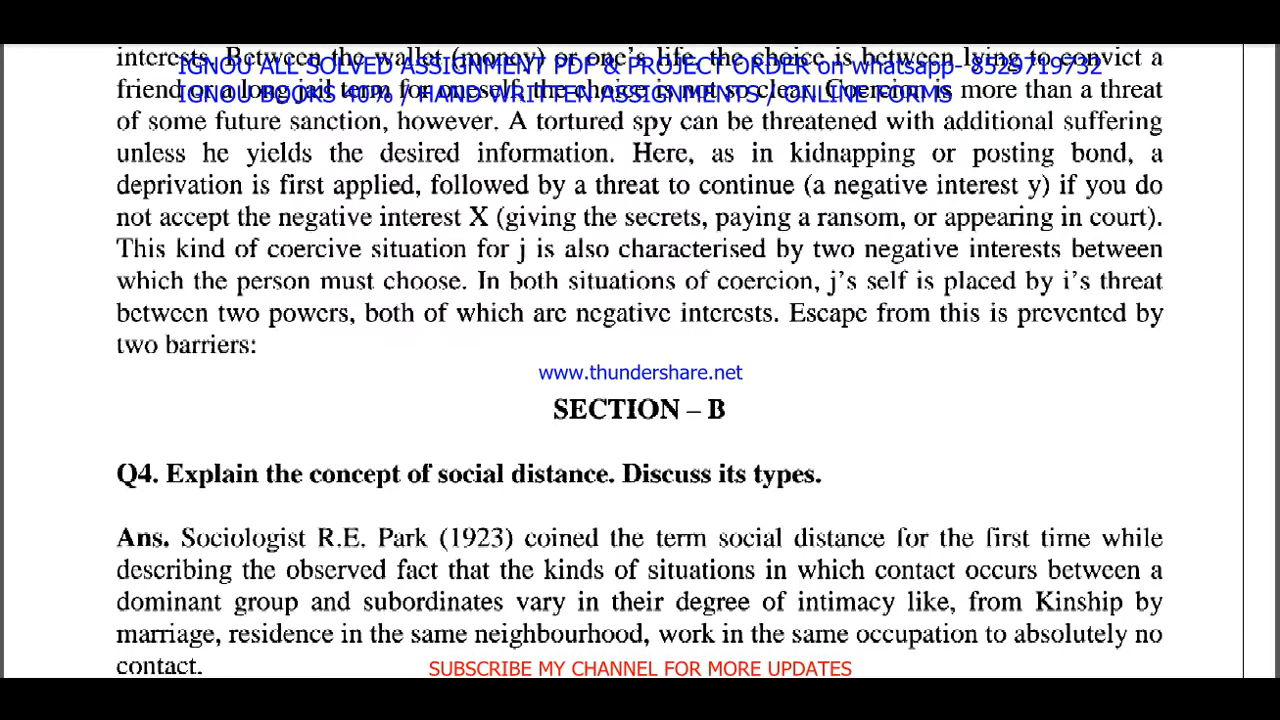 interests. Between the wallet (money) or one's life, the choice is between lying to convict a
IGNOU ALL SOLVED ASSIGNMENT PDF & PROJECT ORDER on whatsapp- 8529719732
friend or a long jail term for oneself, the choice is not so clear. Coercion is more than a threat
IGNOU BOOKS 40% / HAND WRITTEN ASSIGNMENTS / ONLINE FORMS
of some future sanction, however. A tortured spy can be threatened with additional suffering
unless he yields the desired information. Here, as in kidnapping or posting bond, a
deprivation is first applied, followed by a threat to continue (a negative interest y) if you do
not accept the negative interest X (giving the secrets, paying a ransom, or appearing in court).
This kind of coercive situation for j is also characterised by two negative interests between
which the person must choose. In both situations of coercion, j's self is placed by i's threat
between two powers, both of which are negative interests. Escape from this is prevented by
two barriers:
www.thundershare.net
SECTION – B
Q4. Explain the concept of social distance. Discuss its types.
Ans. Sociologist R.E. Park (1923) coined the term social distance for the first time while
describing the observed fact that the kinds of situations in which contact occurs between a
dominant group and subordinates vary in their degree of intimacy like, from Kinship by
marriage, residence in the same neighbourhood, work in the same occupation to absolutely no
contact.
SUBSCRIBE MY CHANNEL FOR MORE UPDATES